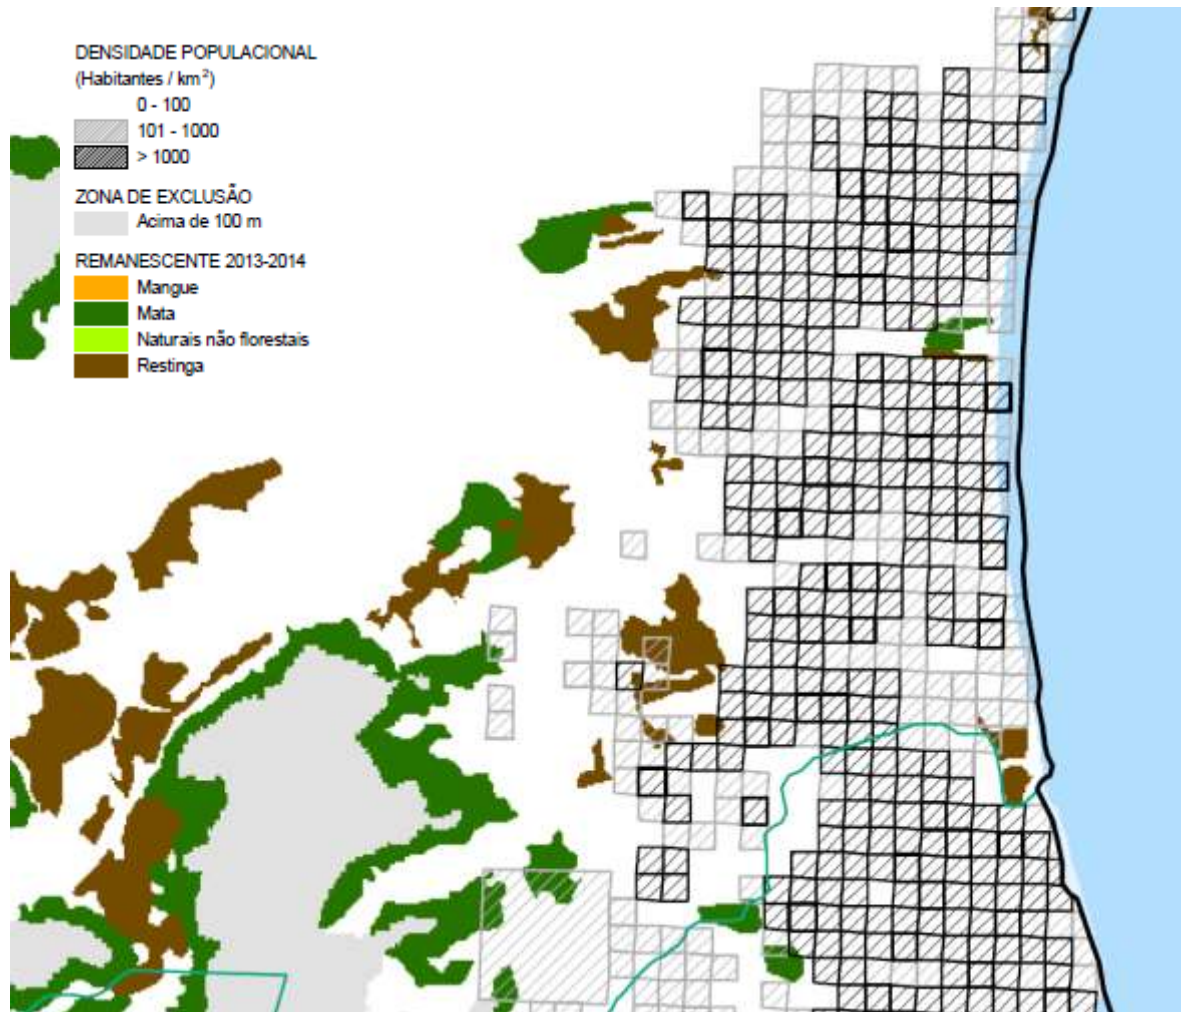 DENSIDADE POPULACIONAL
(Habitantes / km²)
0 - 100
101 - 1000
> 1000
ZONA DE EXCLUSÃO
Acima de 100 m
REMANESCENTE 2013-2014
Mangue
Mata
Naturais não florestais
Restinga